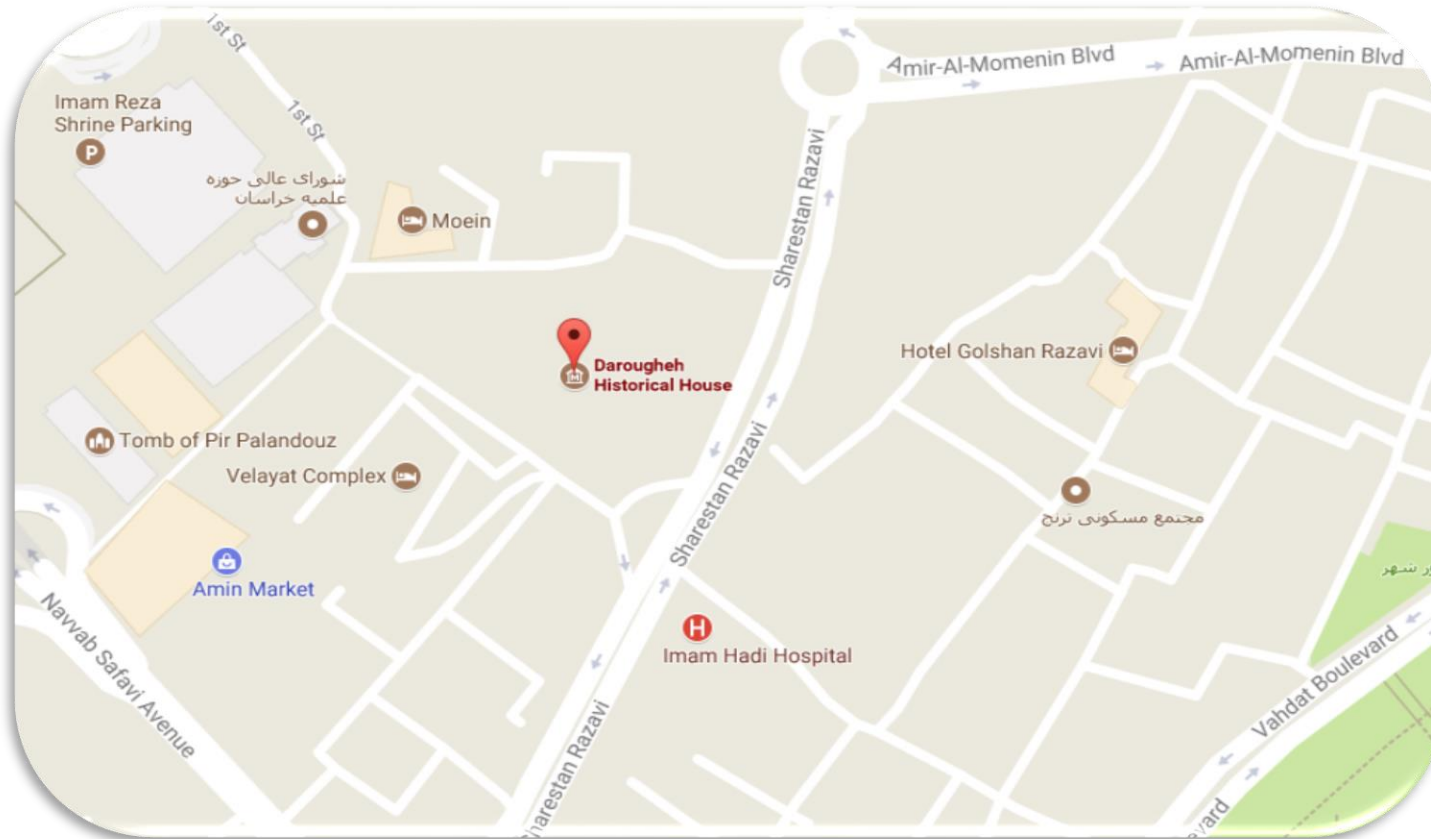 1st St
1st St
Imam Reza
Shrine Parking
P
شورای عالی حوزه
علمیه خراسان
Moein
Amir-Al-Momenin Blvd
Amir-Al-Momenin Blvd
Sharestan Razavi
Darougheh
Historical House
Hotel Golshan Razavi
Tomb of Pir Palandouz
Velayat Complex
Sharestan Razavi
مجتمع مسکونی ترنج
Amin Market
ور شهر
H
Imam Hadi Hospital
Navvab Safavi Avenue
Vahdat Boulevard
Sharestan Razavi